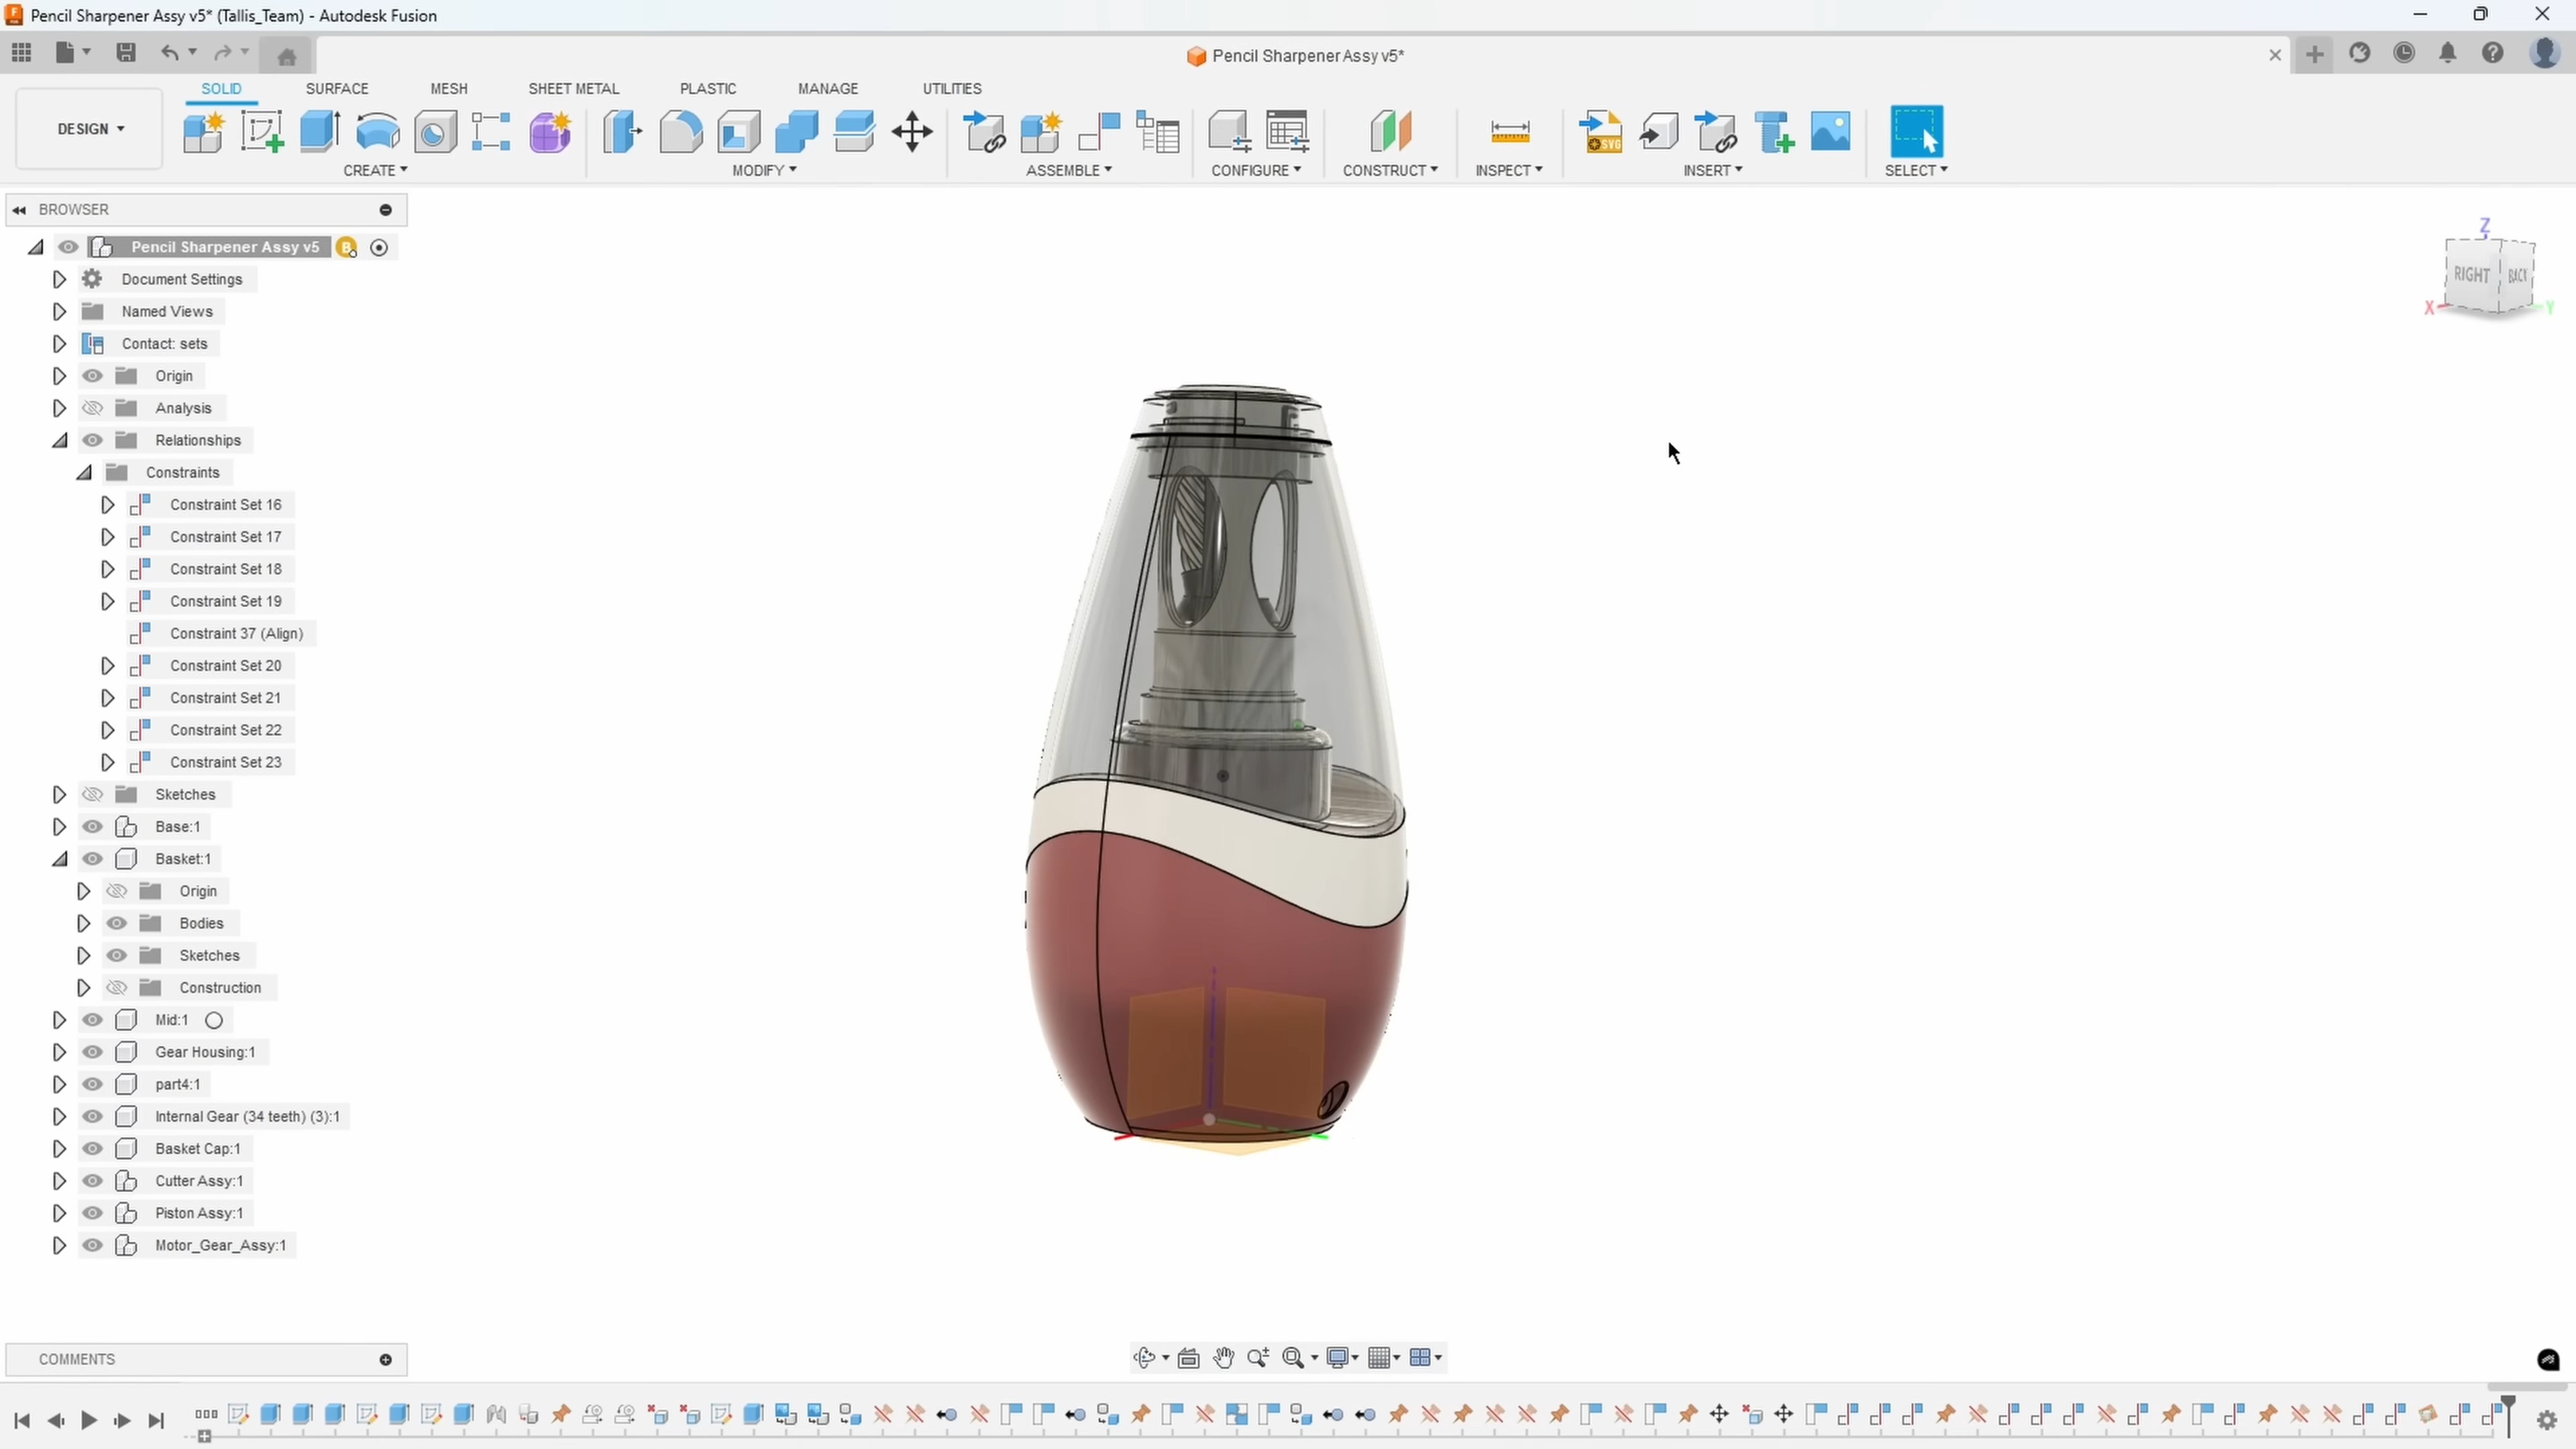 Pencil Sharpener Assy v5* (Tallis_Team) - Autodesk Fusion
Pencil Sharpener Assy v5*
SOLID SURFACE MESH SHEET METAL PLASTIC MANAGE UTILITIES
DESIGN
SVG
CREATE MODIFY ASSEMBLE CONFIGURE CONSTRUCT INSPECT INSERT SELECT
BROWSER
Pencil Sharpener Assy v5
B
Document Settings
Named Views
Contact: sets
Origin
Analysis
Relationships
Constraints
Constraint Set 16
Constraint Set 17
Constraint Set 18
Constraint Set 19
Constraint 37 (Align)
Constraint Set 20
Constraint Set 21
Constraint Set 22
Constraint Set 23
Sketches
Base:1
Basket:1
Origin
Bodies
Sketches
Construction
Mid:1
Gear Housing:1
part4:1
Internal Gear (34 teeth) (3):1
Basket Cap:1
Cutter Assy:1
Piston Assy:1
Motor_Gear_Assy:1
Z
RIGHT BACK
X Y
COMMENTS